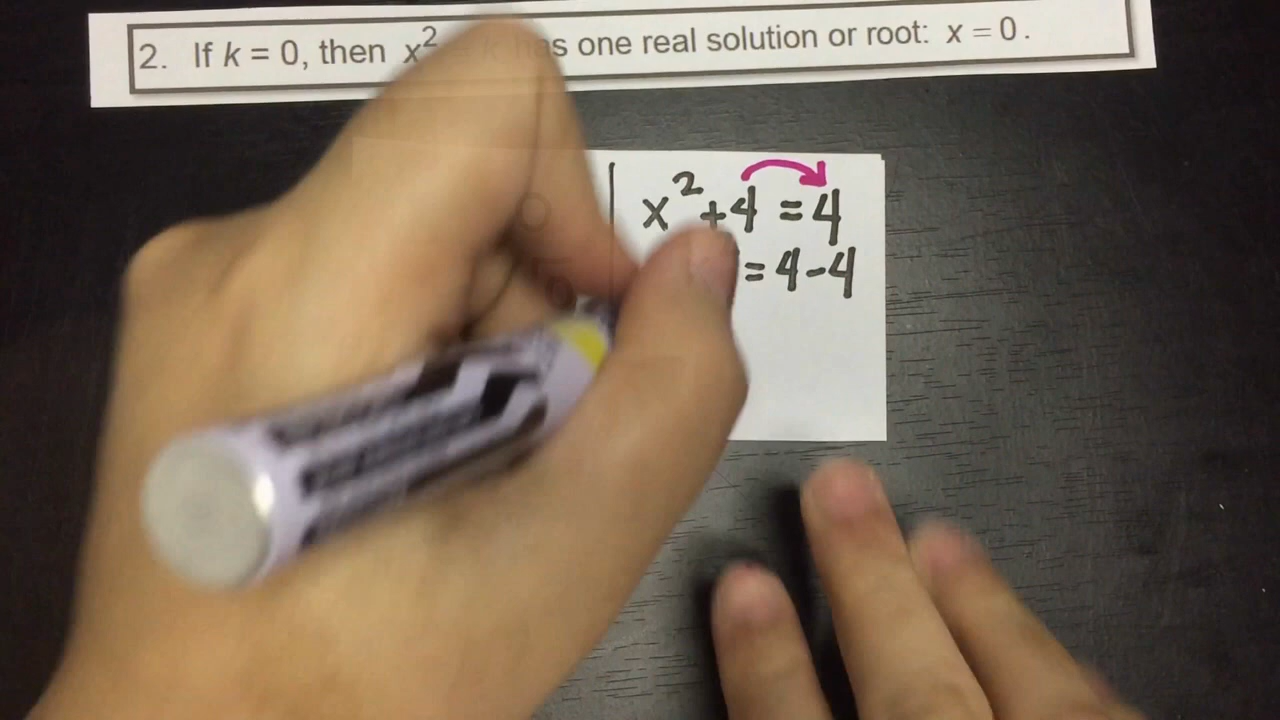 2. If k = 0, then x² = k has one real solution or root: x = 0.
x² + 4 = 4
= 4 - 4